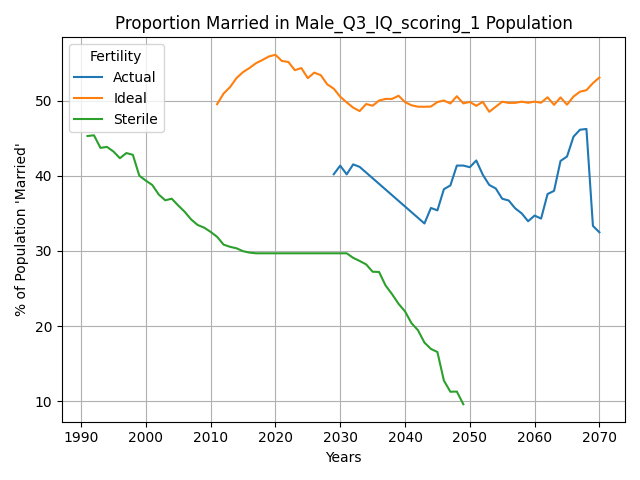 Proportion Married in Male_Q3_IQ_scoring_1 Population
Fertility
Actual
Ideal
Sterile
% of Population 'Married'
50
40
30
20
10
1990 2000 2010 2020 2030 2040 2050 2060 2070
Years